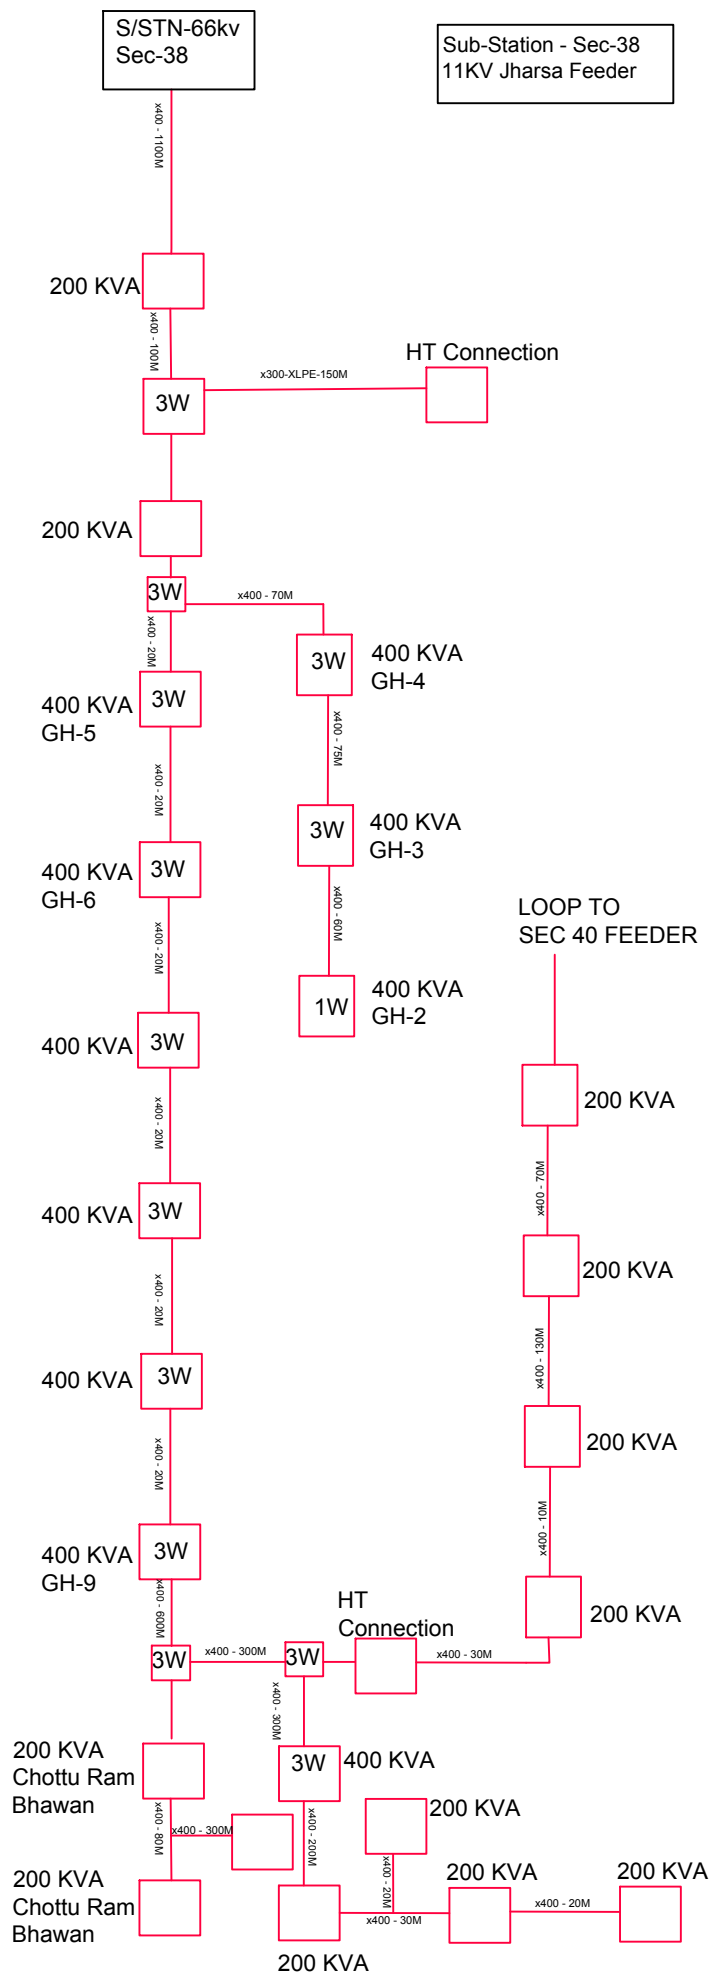 S/STN-66kv
Sec-38
Sub-Station - Sec-38
11KV Jharsa Feeder
x400 - 1100M
200 KVA
x400 - 100M
HT Connection
x300-XLPE-150M
3W
200 KVA
3W
x400 - 70M
x400 - 20M
3W
400 KVA
GH-4
3W
400 KVA
GH-5
x400 - 75M
x400 - 20M
3W
400 KVA
GH-3
3W
400 KVA
GH-6
x400 - 60M
LOOP TO
SEC 40 FEEDER
x400 - 20M
1W
400 KVA
GH-2
400 KVA
3W
200 KVA
x400 - 20M
x400 - 70M
400 KVA
3W
200 KVA
x400 - 20M
x400 - 130M
400 KVA
3W
200 KVA
x400 - 20M
x400 - 10M
400 KVA
GH-9
3W
200 KVA
x400 - 600M
HT
Connection
3W
x400 - 300M
3W
x400 - 30M
x400 - 300M
200 KVA
Chottu Ram
Bhawan
3W
400 KVA
x400 - 80M
x400 - 300M
x400 - 200M
200 KVA
x400 - 20M
200 KVA
Chottu Ram
Bhawan
200 KVA
x400 - 30M
200 KVA
x400 - 20M
200 KVA